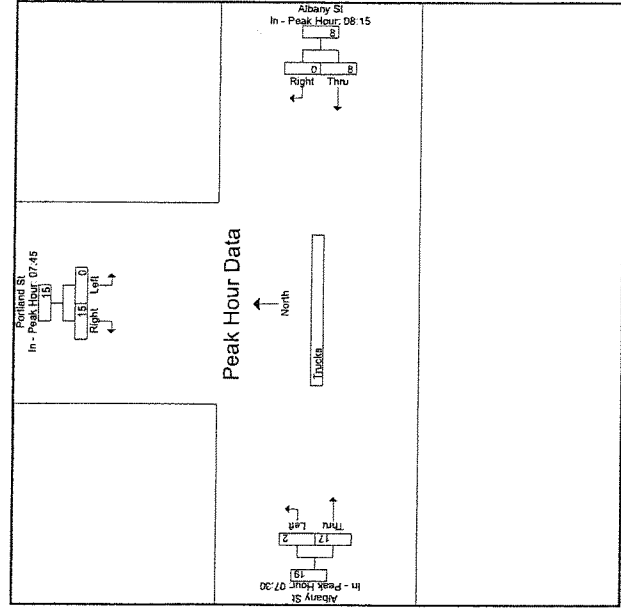 Albany St
In - Peak Hour: 08:15
8
0 8
Right Thru
Portland St
In - Peak Hour: 07:45
15
15 0
Right Left
Peak Hour Data
North
Trucks
Left Thru
2 17
19
In - Peak Hour: 07:30
Albany St